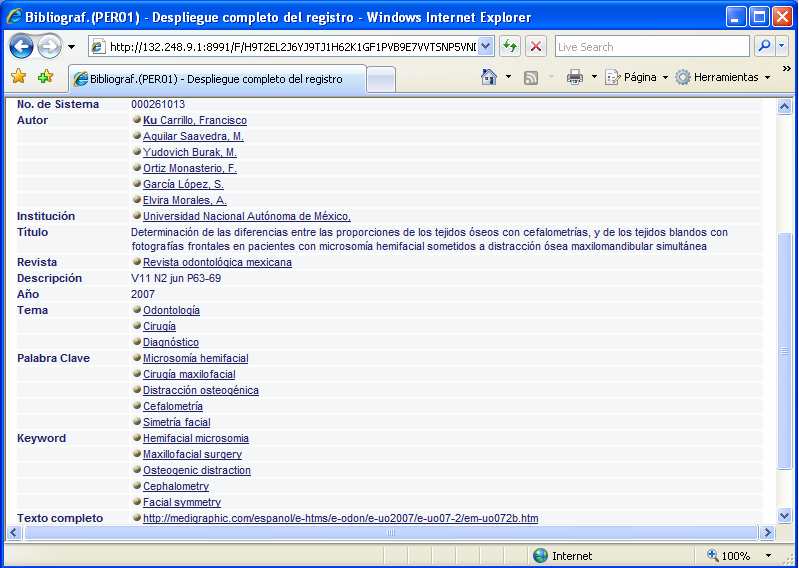 Bibliograf.(PER01) - Despliegue completo del registro - Windows Internet Explorer
http://132.248.9.1:8991/F/H9T2EL2J6YJ9TJ1H62K1GF1PVB9E7VVTSNP5VNI
Live Search
Bibliograf.(PER01) - Despliegue completo del registro
Página
Herramientas
»
No. de Sistema 000261013
Autor Ku Carrillo, Francisco
Aguilar Saavedra, M.
Yudovich Burak, M.
Ortiz Monasterio, F.
García López, S.
Elvira Morales, A.
Institución Universidad Nacional Autónoma de México,
Título Determinación de las diferencias entre las proporciones de los tejidos óseos con cefalometrías, y de los tejidos blandos con
fotografías frontales en pacientes con microsomía hemifacial sometidos a distracción ósea maxilomandibular simultánea
Revista Revista odontológica mexicana
Descripción V11 N2 jun P63-69
Año 2007
Tema Odontología
Cirugía
Diagnóstico
Palabra Clave Microsomía hemifacial
Cirugía maxilofacial
Distracción osteogénica
Cefalometría
Simetría facial
Keyword Hemifacial microsomia
Maxillofacial surgery
Osteogenic distraction
Cephalometry
Facial symmetry
Texto completo http://medigraphic.com/espanol/e-htms/e-odon/e-uo2007/e-uo07-2/em-uo072b.htm
Internet
100%